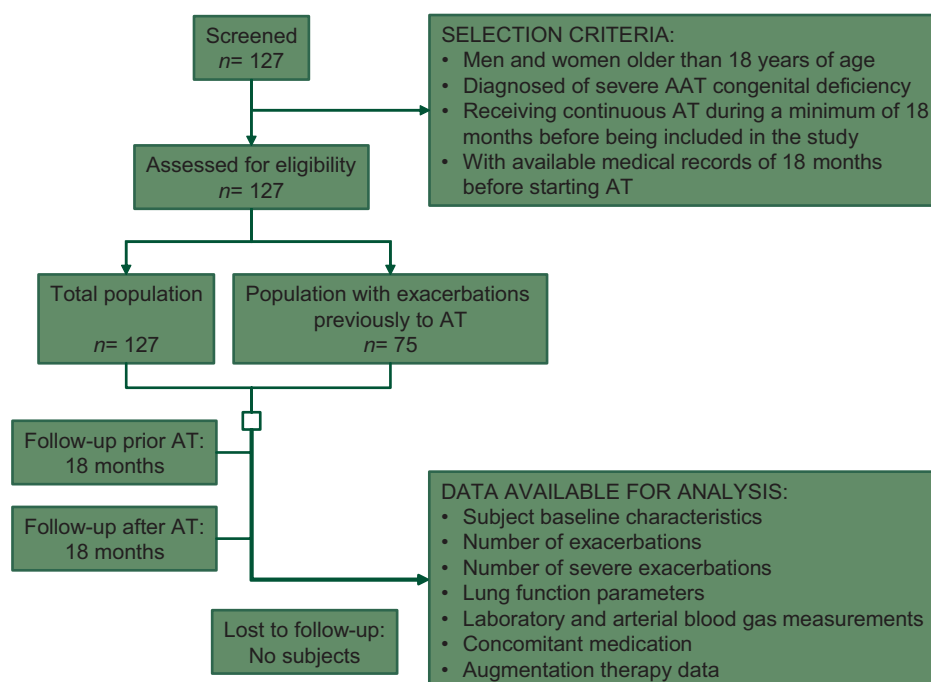 Screened
n= 127
SELECTION CRITERIA:
• Men and women older than 18 years of age
• Diagnosed of severe AAT congenital deficiency
• Receiving continuous AT during a minimum of 18
months before being included in the study
• With available medical records of 18 months
before starting AT
Assessed for eligibility
n= 127
Total population
n= 127
Population with exacerbations
previously to AT
n= 75
Follow-up prior AT:
18 months
Follow-up after AT:
18 months
Lost to follow-up:
No subjects
DATA AVAILABLE FOR ANALYSIS:
• Subject baseline characteristics
• Number of exacerbations
• Number of severe exacerbations
• Lung function parameters
• Laboratory and arterial blood gas measurements
• Concomitant medication
• Augmentation therapy data